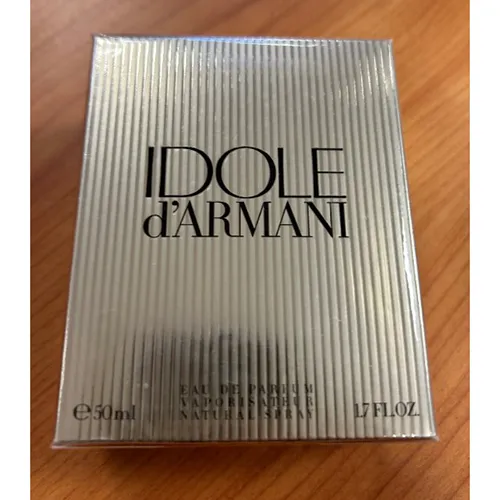 IDOLE
d'ARMANI
EAU DE PARFUM
VAPORISATEUR
NATURAL SPRAY
℮50ml
1.7 FL.OZ.